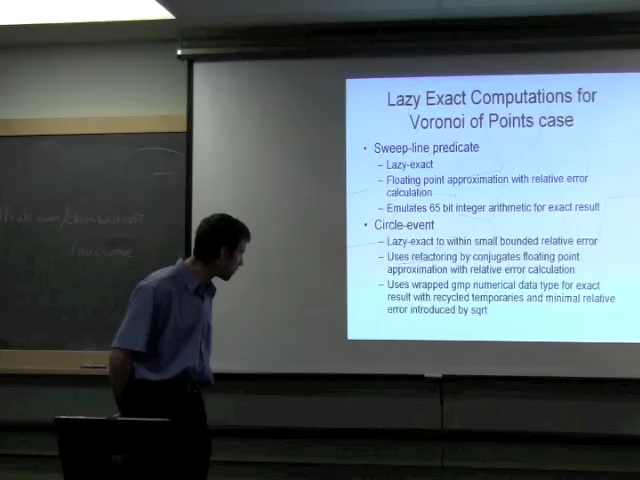 Lazy Exact Computations for
Voronoi of Points case
• Sweep-line predicate
– Lazy-exact
– Floating point approximation with relative error
calculation
– Emulates 65 bit integer arithmetic for exact result
• Circle-event
– Lazy-exact to within small bounded relative error
– Uses refactoring by conjugates floating point
approximation with relative error calculation
– Uses wrapped gmp numerical data type for exact
result with recycled temporaries and minimal relative
error introduced by sqrt